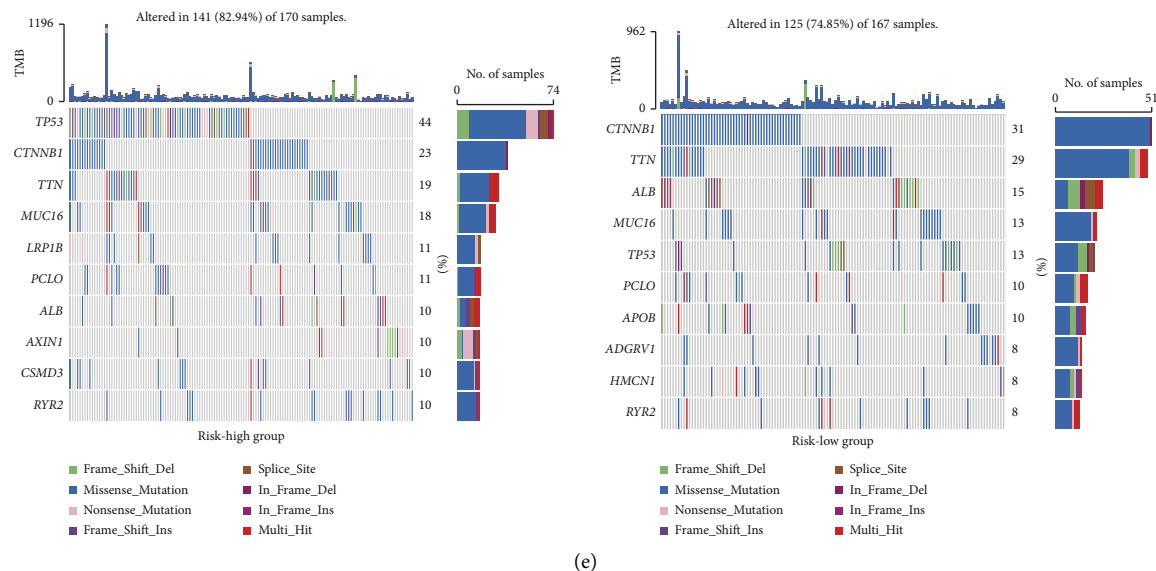 Altered in 141 (82.94%) of 170 samples.
1196
TMB
0
No. of samples
0 74
TP53 44
CTNNB1 23
TTN 19
MUC16 18
LRP1B 11
PCLO 11
ALB 10
AXIN1 10
CSMD3 10
RYR2 10
(%)
Risk-high group
Frame_Shift_Del
Missense_Mutation
Nonsense_Mutation
Frame_Shift_Ins
Splice_Site
In_Frame_Del
In_Frame_Ins
Multi_Hit
Altered in 125 (74.85%) of 167 samples.
962
TMB
0
No. of samples
0 51
CTNNB1 31
TTN 29
ALB 15
MUC16 13
TP53 13
PCLO 10
APOB 10
ADGRV1 8
HMCN1 8
RYR2 8
(%)
Risk-low group
Frame_Shift_Del
Missense_Mutation
Nonsense_Mutation
Frame_Shift_Ins
Splice_Site
In_Frame_Del
In_Frame_Ins
Multi_Hit
(e)